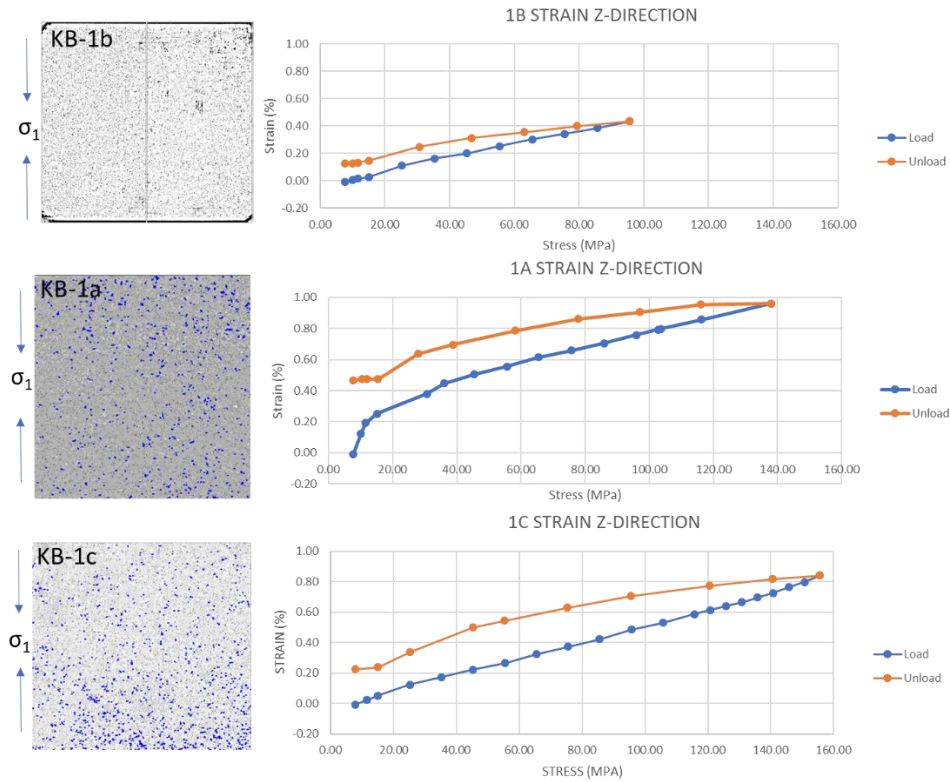 KB-1b
σ1
1B STRAIN Z-DIRECTION
Strain (%)
1.00
0.80
0.60
0.40
0.20
0.00
-0.20
0.00 20.00 40.00 60.00 80.00 100.00 120.00 140.00 160.00
Stress (MPa)
Load
Unload
KB-1a
σ1
1A STRAIN Z-DIRECTION
Strain (%)
1.00
0.80
0.60
0.40
0.20
0.00
-0.20
0.00 20.00 40.00 60.00 80.00 100.00 120.00 140.00 160.00
Stress (MPa)
Load
Unload
KB-1c
σ1
1C STRAIN Z-DIRECTION
STRAIN (%)
1.00
0.80
0.60
0.40
0.20
0.00
-0.20
0.00 20.00 40.00 60.00 80.00 100.00 120.00 140.00 160.00
STRESS (MPA)
Load
Unload